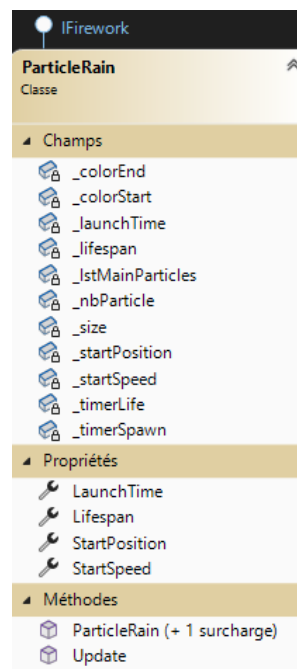 IFirework
ParticleRain
Classe
Champs
_colorEnd
_colorStart
_launchTime
_lifespan
_lstMainParticles
_nbParticle
_size
_startPosition
_startSpeed
_timerLife
_timerSpawn
Propriétés
LaunchTime
Lifespan
StartPosition
StartSpeed
Méthodes
ParticleRain (+ 1 surcharge)
Update